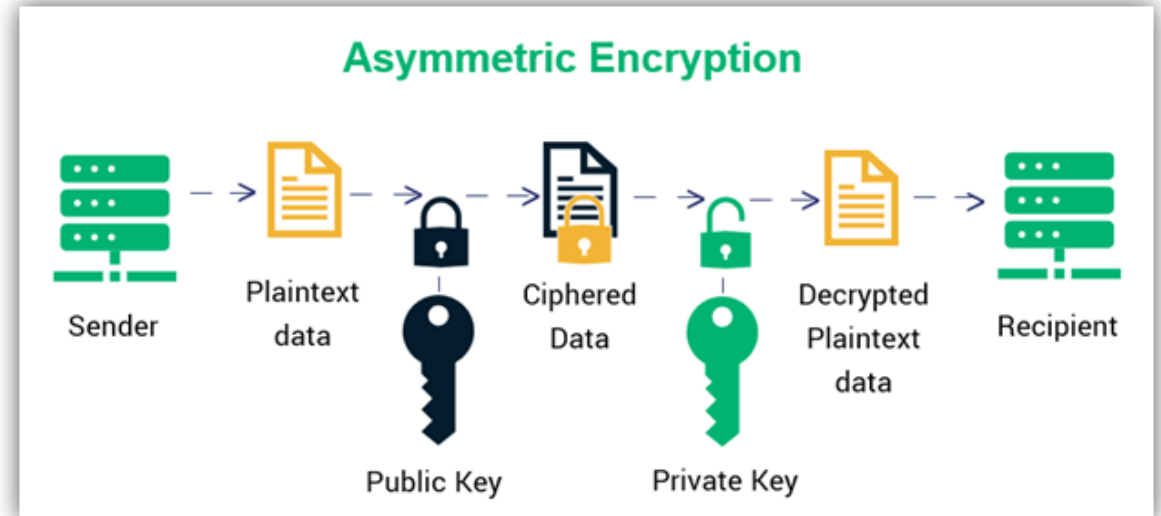 Asymmetric Encryption
Sender
Plaintext
data
Public Key
Ciphered
Data
Private Key
Decrypted
Plaintext
data
Recipient